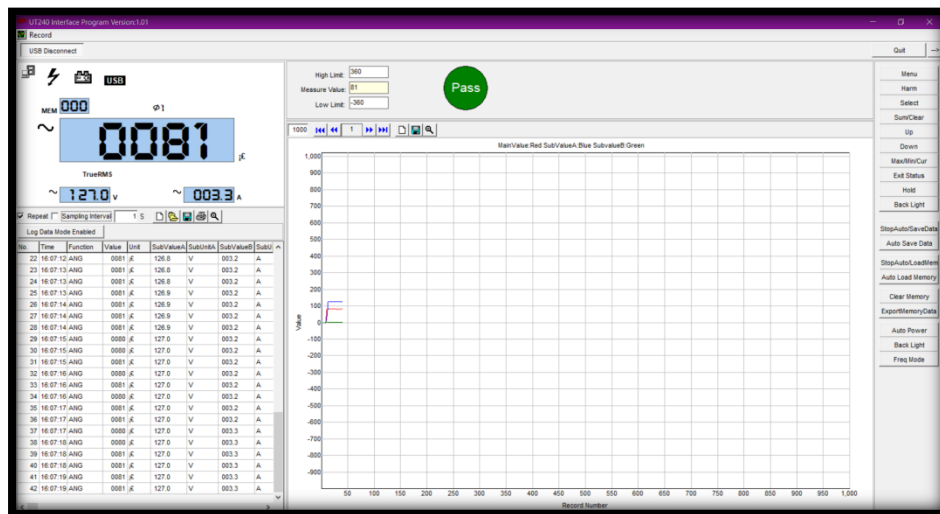 UT240 Interface Program Version:1.01
Record
USB Disconnect
Quit
-->
USB
MEM 000
Φ1
0081 ¡£
TrueRMS
127.0 V
003.3 A
Repeat Sampling Interval 1 S
Log Data Mode Enabled
No. Time Function Value Unit SubValueA SubUnitA SubValueB SubU
22 16:07:12 ANG 0081 ¡£ 126.8 V 003.2 A
23 16:07:13 ANG 0081 ¡£ 126.8 V 003.2 A
24 16:07:13 ANG 0081 ¡£ 126.8 V 003.2 A
25 16:07:13 ANG 0081 ¡£ 126.9 V 003.2 A
26 16:07:14 ANG 0081 ¡£ 126.9 V 003.2 A
27 16:07:14 ANG 0081 ¡£ 126.9 V 003.2 A
28 16:07:14 ANG 0081 ¡£ 126.9 V 003.2 A
29 16:07:15 ANG 0080 ¡£ 127.0 V 003.2 A
30 16:07:15 ANG 0080 ¡£ 127.0 V 003.2 A
31 16:07:15 ANG 0081 ¡£ 127.0 V 003.2 A
32 16:07:16 ANG 0080 ¡£ 127.0 V 003.2 A
33 16:07:16 ANG 0081 ¡£ 127.0 V 003.2 A
34 16:07:16 ANG 0080 ¡£ 127.0 V 003.2 A
35 16:07:17 ANG 0081 ¡£ 127.0 V 003.2 A
36 16:07:17 ANG 0081 ¡£ 127.0 V 003.2 A
37 16:07:17 ANG 0080 ¡£ 127.0 V 003.3 A
38 16:07:18 ANG 0080 ¡£ 127.0 V 003.3 A
39 16:07:18 ANG 0081 ¡£ 127.0 V 003.3 A
40 16:07:18 ANG 0081 ¡£ 127.0 V 003.3 A
41 16:07:19 ANG 0081 ¡£ 127.0 V 003.3 A
42 16:07:19 ANG 0081 ¡£ 127.0 V 003.3 A
High Limit: 360
Measure Value: 81
Low Limit: -360
Pass
1000 1
MainValue:Red SubValueA:Blue SubvalueB:Green
1,000
900
800
700
600
500
400
300
200
100
0
-100
-200
-300
-400
-500
-600
-700
-800
-900
Value
50 100 150 200 250 300 350 400 450 500 550 600 650 700 750 800 850 900 950 1,000
Record Number
Menu
Harm
Select
Sum/Clear
Up
Down
Max/Min/Cur
Exit Status
Hold
Back Light
StopAuto/SaveData
Auto Save Data
StopAuto/LoadMem
Auto Load Memory
Clear Memory
ExportMemoryData
Auto Power
Back Light
Freq Mode